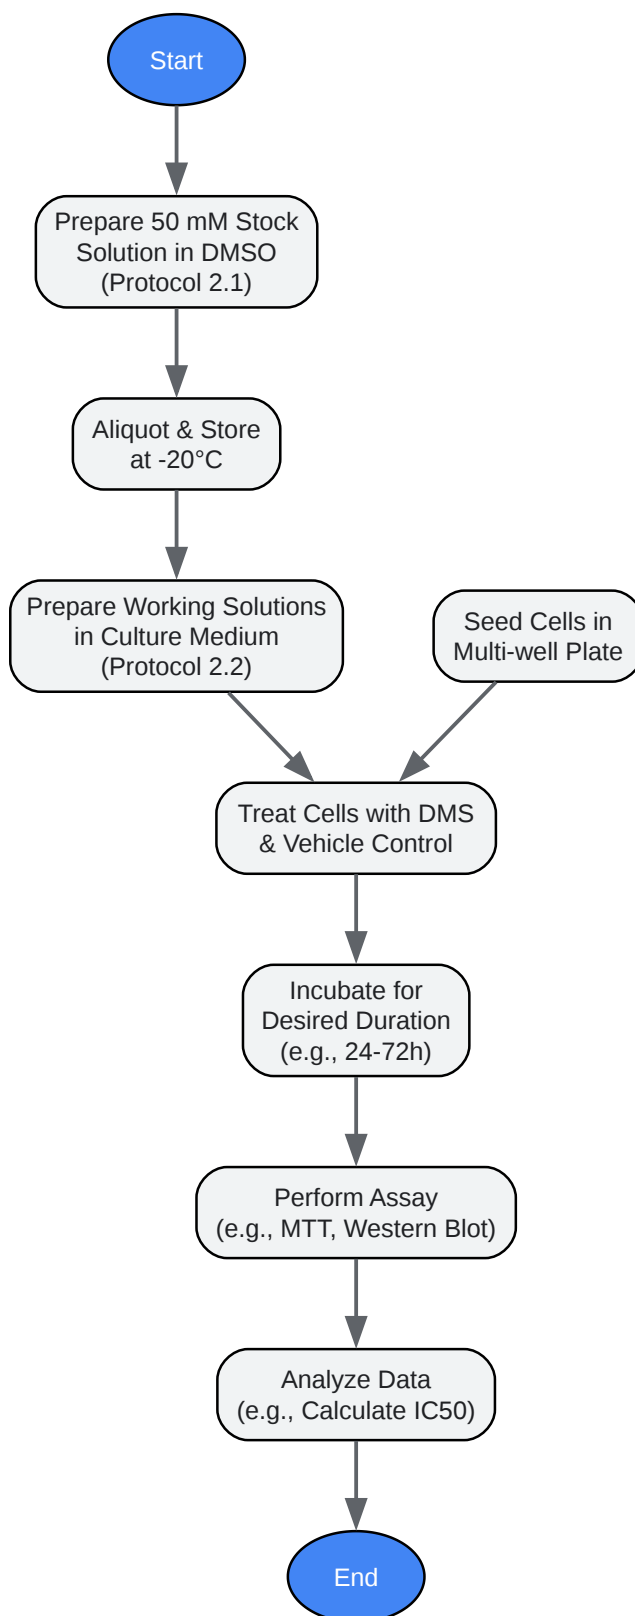 Start
Prepare 50 mM Stock
Solution in DMSO
(Protocol 2.1)
Aliquot & Store
at -20°C
Prepare Working Solutions
in Culture Medium
(Protocol 2.2)
Seed Cells in
Multi-well Plate
Treat Cells with DMS
& Vehicle Control
Incubate for
Desired Duration
(e.g., 24-72h)
Perform Assay
(e.g., MTT, Western Blot)
Analyze Data
(e.g., Calculate IC50)
End